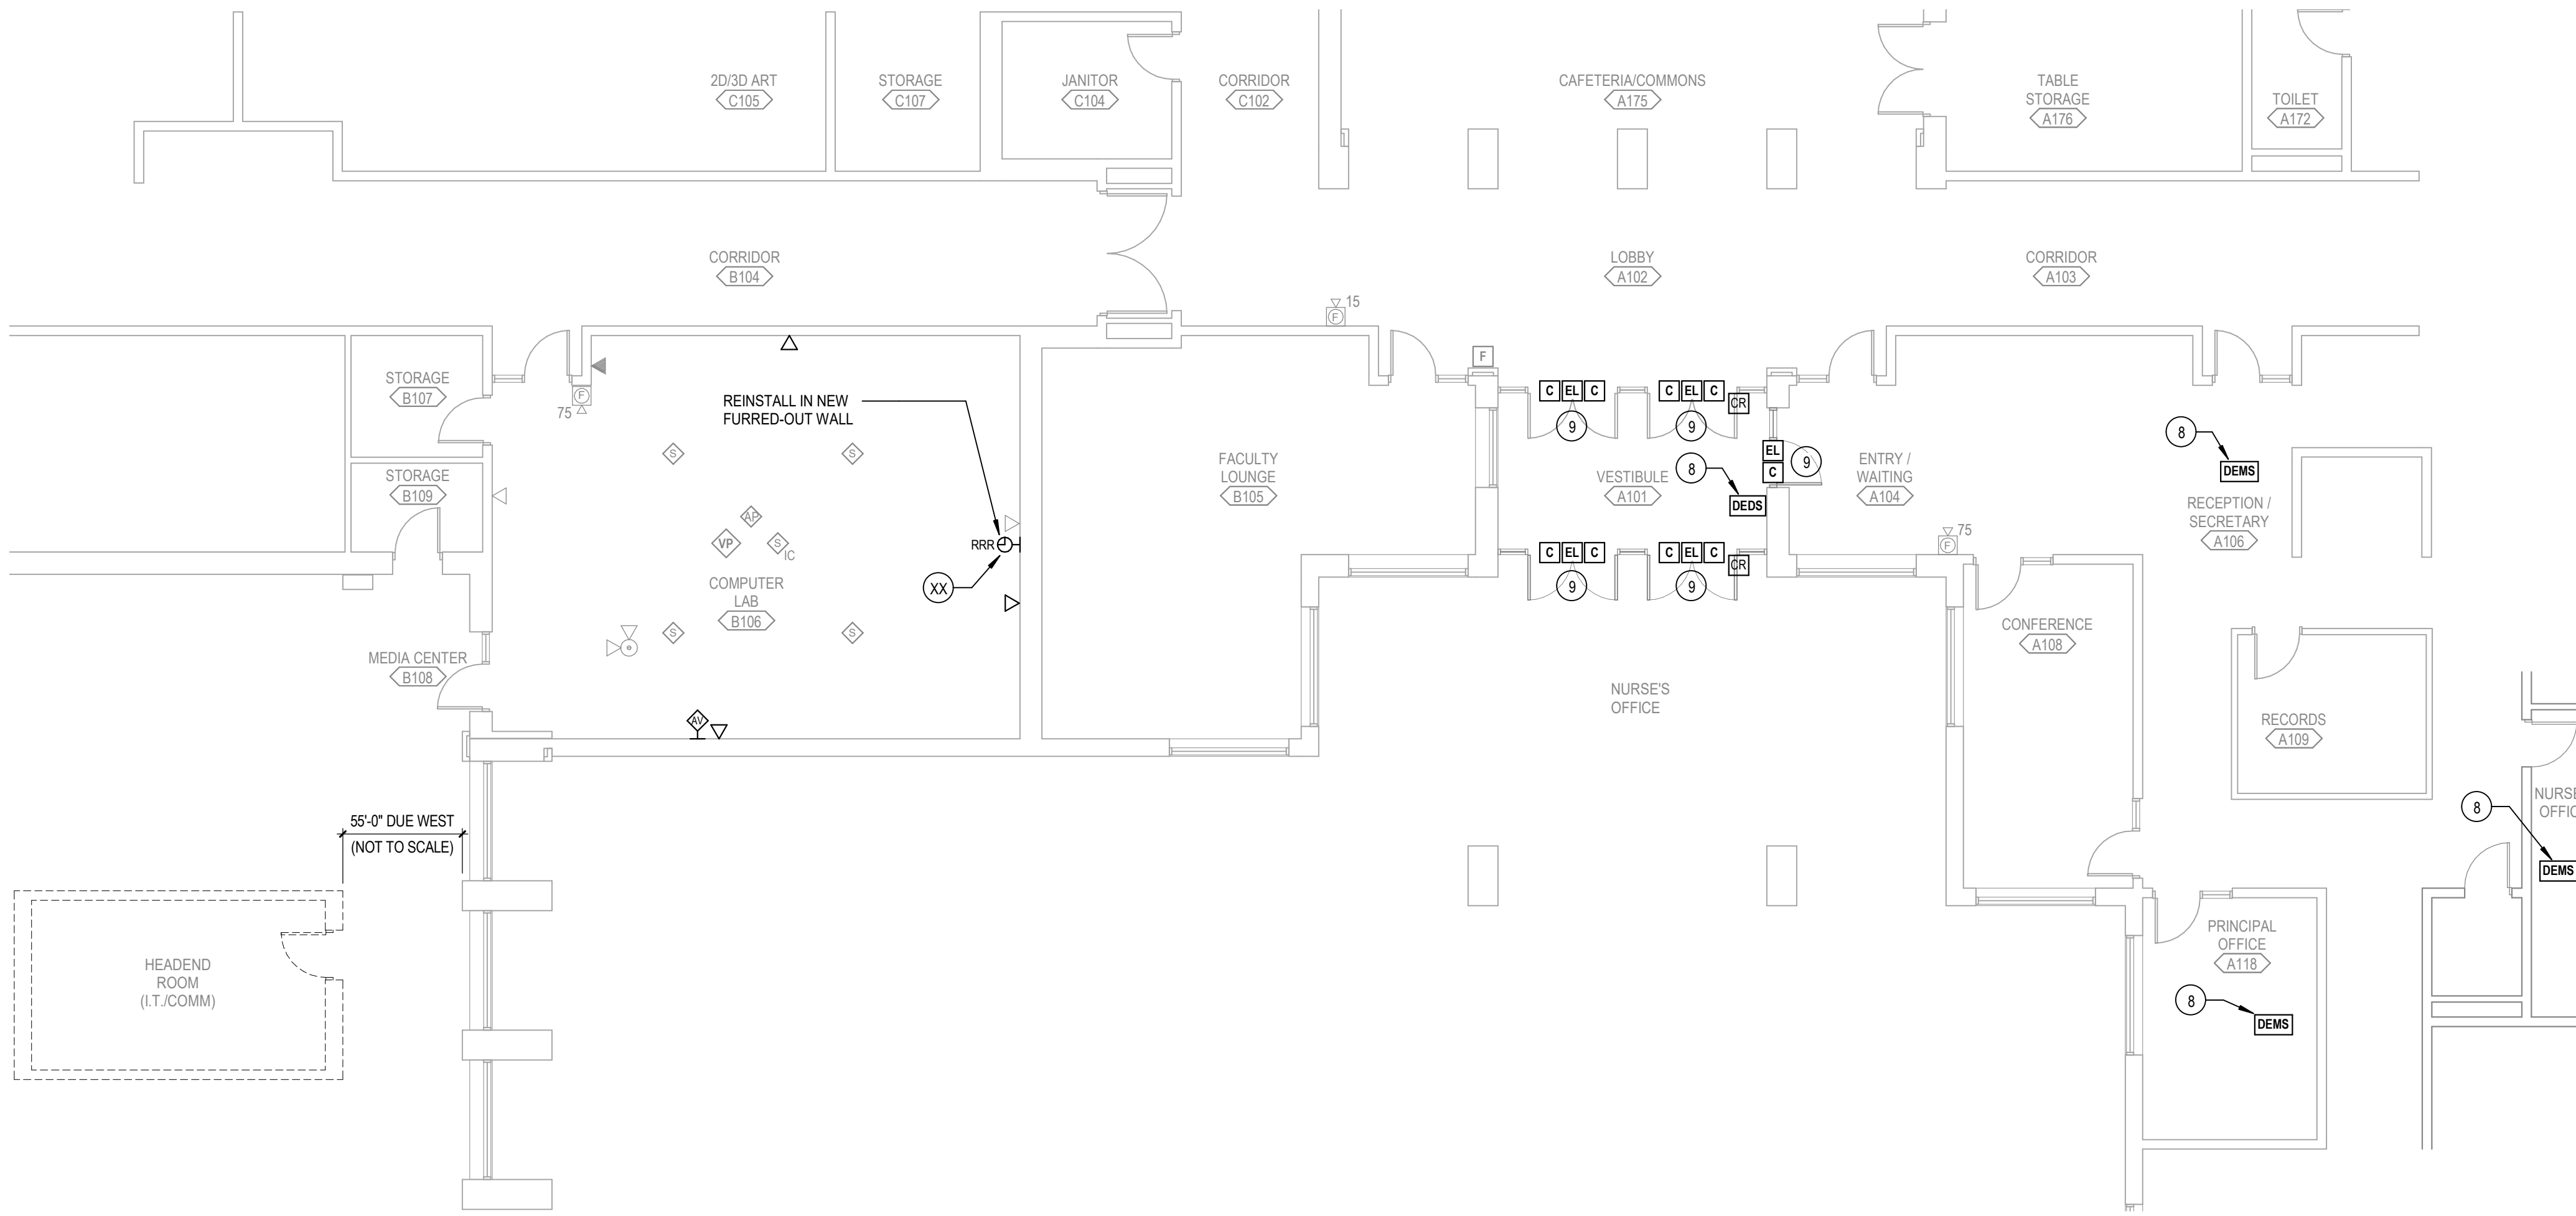 2D/3D ART
C105
STORAGE
C107
JANITOR
C104
CORRIDOR
C102
CAFETERIA/COMMONS
A175
TABLE
STORAGE
A176
TOILET
A172
CORRIDOR
B104
LOBBY
A102
CORRIDOR
A103
15
F
F
STORAGE
B107
F
75
REINSTALL IN NEW
FURRED-OUT WALL
C EL C
C EL C
CR
9
9
8
DEMS
STORAGE
B109
S
S
FACULTY
LOUNGE
B105
VESTIBULE
A101
8
DEDS
EL
C
9
ENTRY /
WAITING
A104
RECEPTION /
SECRETARY
A106
AP
VP
S
IC
RRR
XX
C EL C
C EL C
CR
9
9
75
F
COMPUTER
LAB
B106
S
S
CONFERENCE
A108
MEDIA CENTER
B108
AV
NURSE'S
OFFICE
RECORDS
A109
55'-0" DUE WEST
(NOT TO SCALE)
8
DEMS
HEADEND
ROOM
(I.T./COMM)
PRINCIPAL
OFFICE
A118
8
DEMS